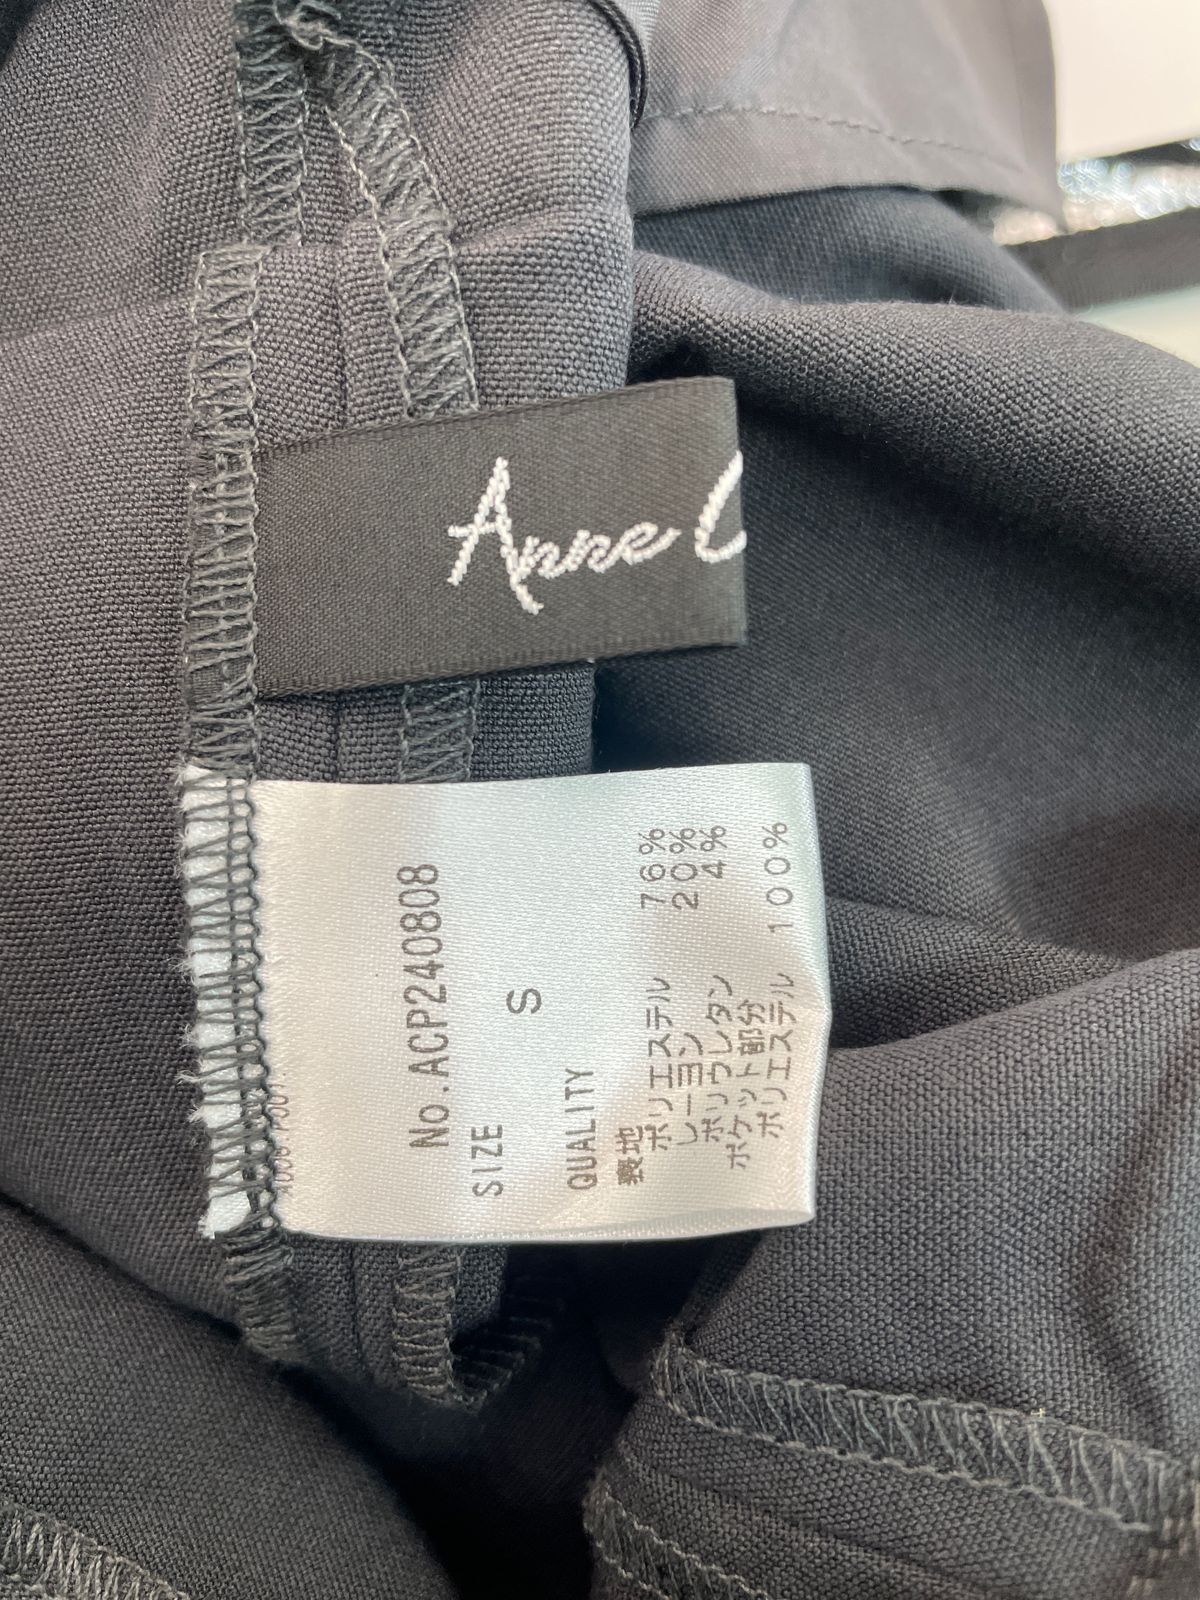 Anne
No.ACP240808
SIZE
S
QUALITY
表地
ポリエステル 76%
レーヨン 20%
ポリウレタン 4%
ポケット部分
ポリエステル 100%